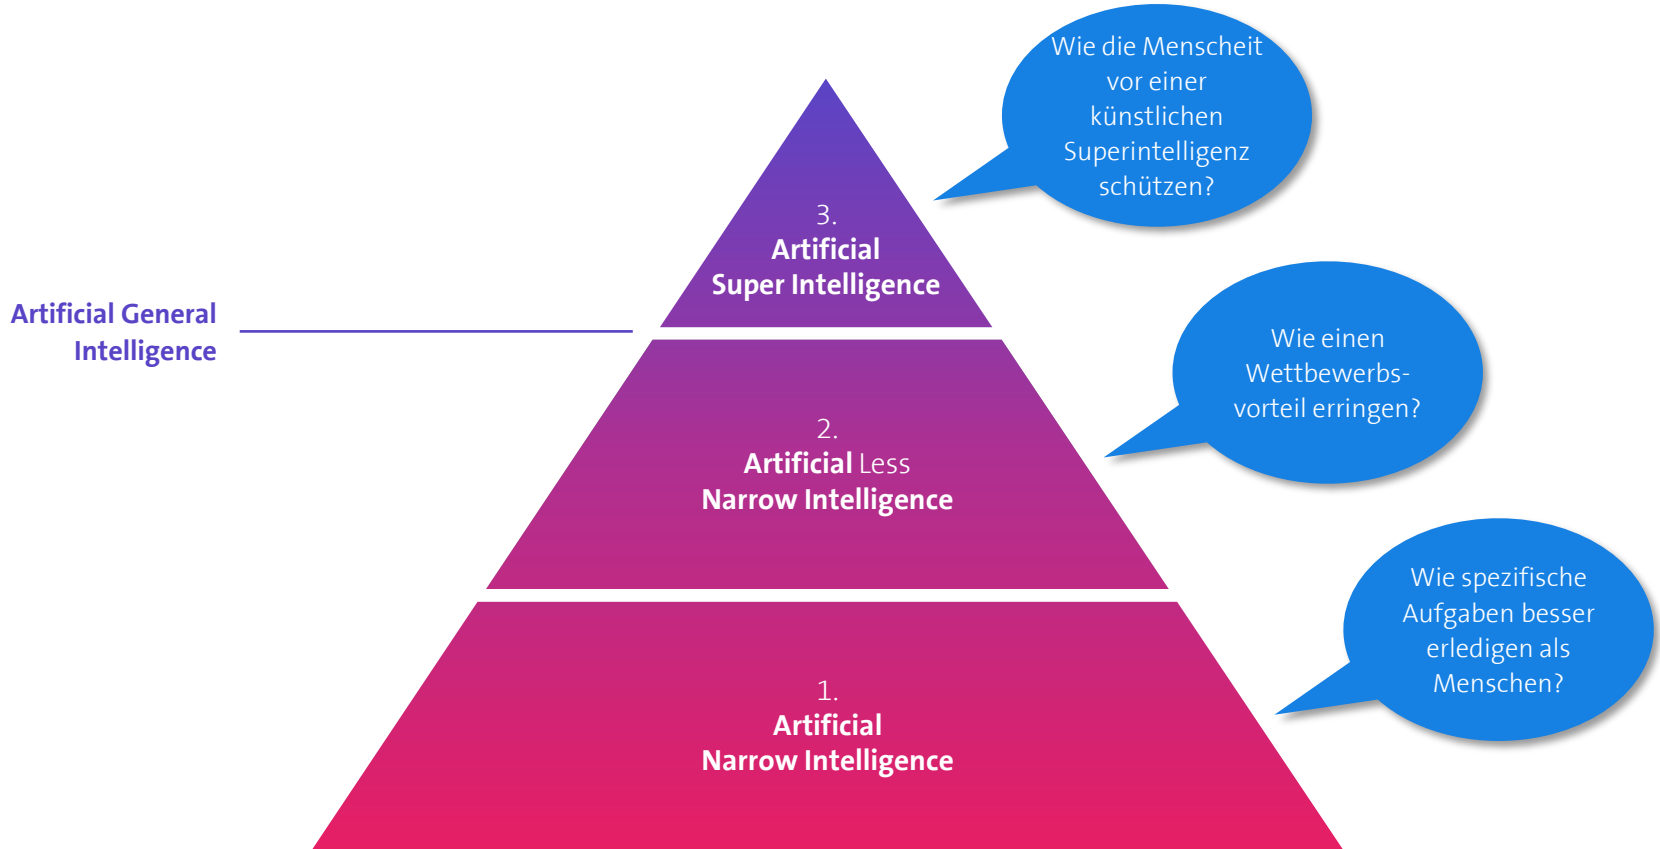 Wie die Menscheit
vor einer
künstlichen
Superintelligenz
schützen?
3.
Artificial
Super Intelligence
Artificial General
Intelligence
Wie einen
Wettbewerbs-
vorteil erringen?
2.
Artificial Less
Narrow Intelligence
Wie spezifische
Aufgaben besser
erledigen als
Menschen?
1.
Artificial
Narrow Intelligence